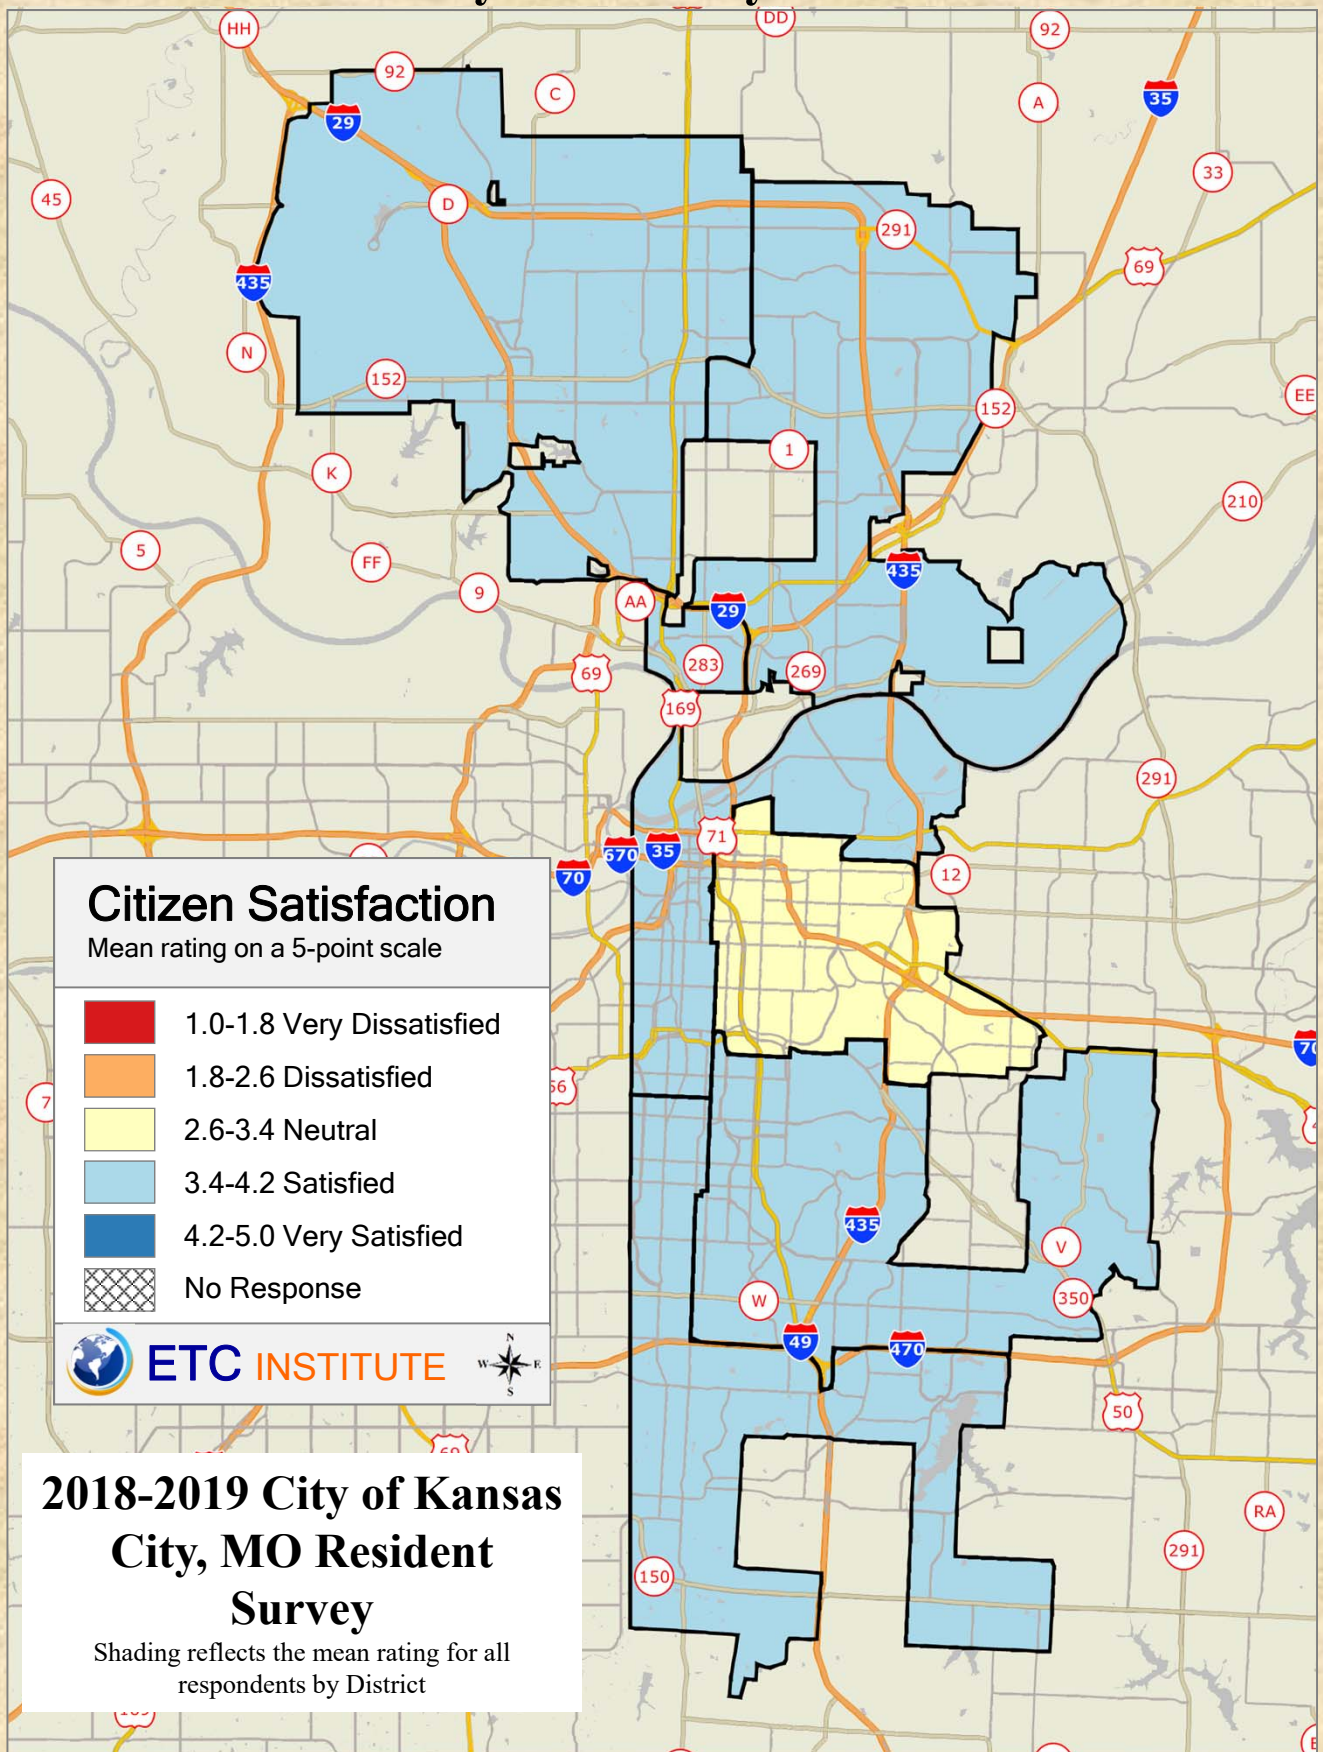 HH
DD
92
92
C
A
35
29
33
45
D
291
69
435
N
152
EE
152
1
K
210
5
FF
435
9
AA
29
283
269
69
169
291
71
670
35
70
12
Citizen Satisfaction
Mean rating on a 5-point scale
1.0-1.8 Very Dissatisfied
1.8-2.6 Dissatisfied
2.6-3.4 Neutral
3.4-4.2 Satisfied
4.2-5.0 Very Satisfied
No Response
ETC INSTITUTE
N
W E
S
70
7
56
435
V
W
350
49
470
50
69
2018-2019 City of Kansas
City, MO Resident
Survey
Shading reflects the mean rating for all
respondents by District
RA
291
150
169